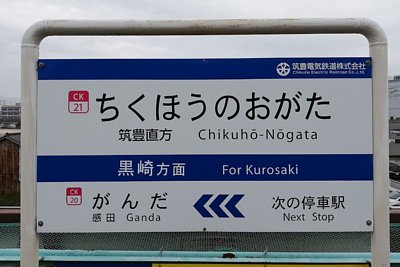 筑豊電気鉄道株式会社
Chikuho Electric Railroad Co.,Ltd.
CK
21
ちくほうのおがた
筑豊直方 Chikuhō-Nōgata
黒崎方面 For Kurosaki
CK
20
がんだ
感田 Ganda
次の停車駅
Next Stop